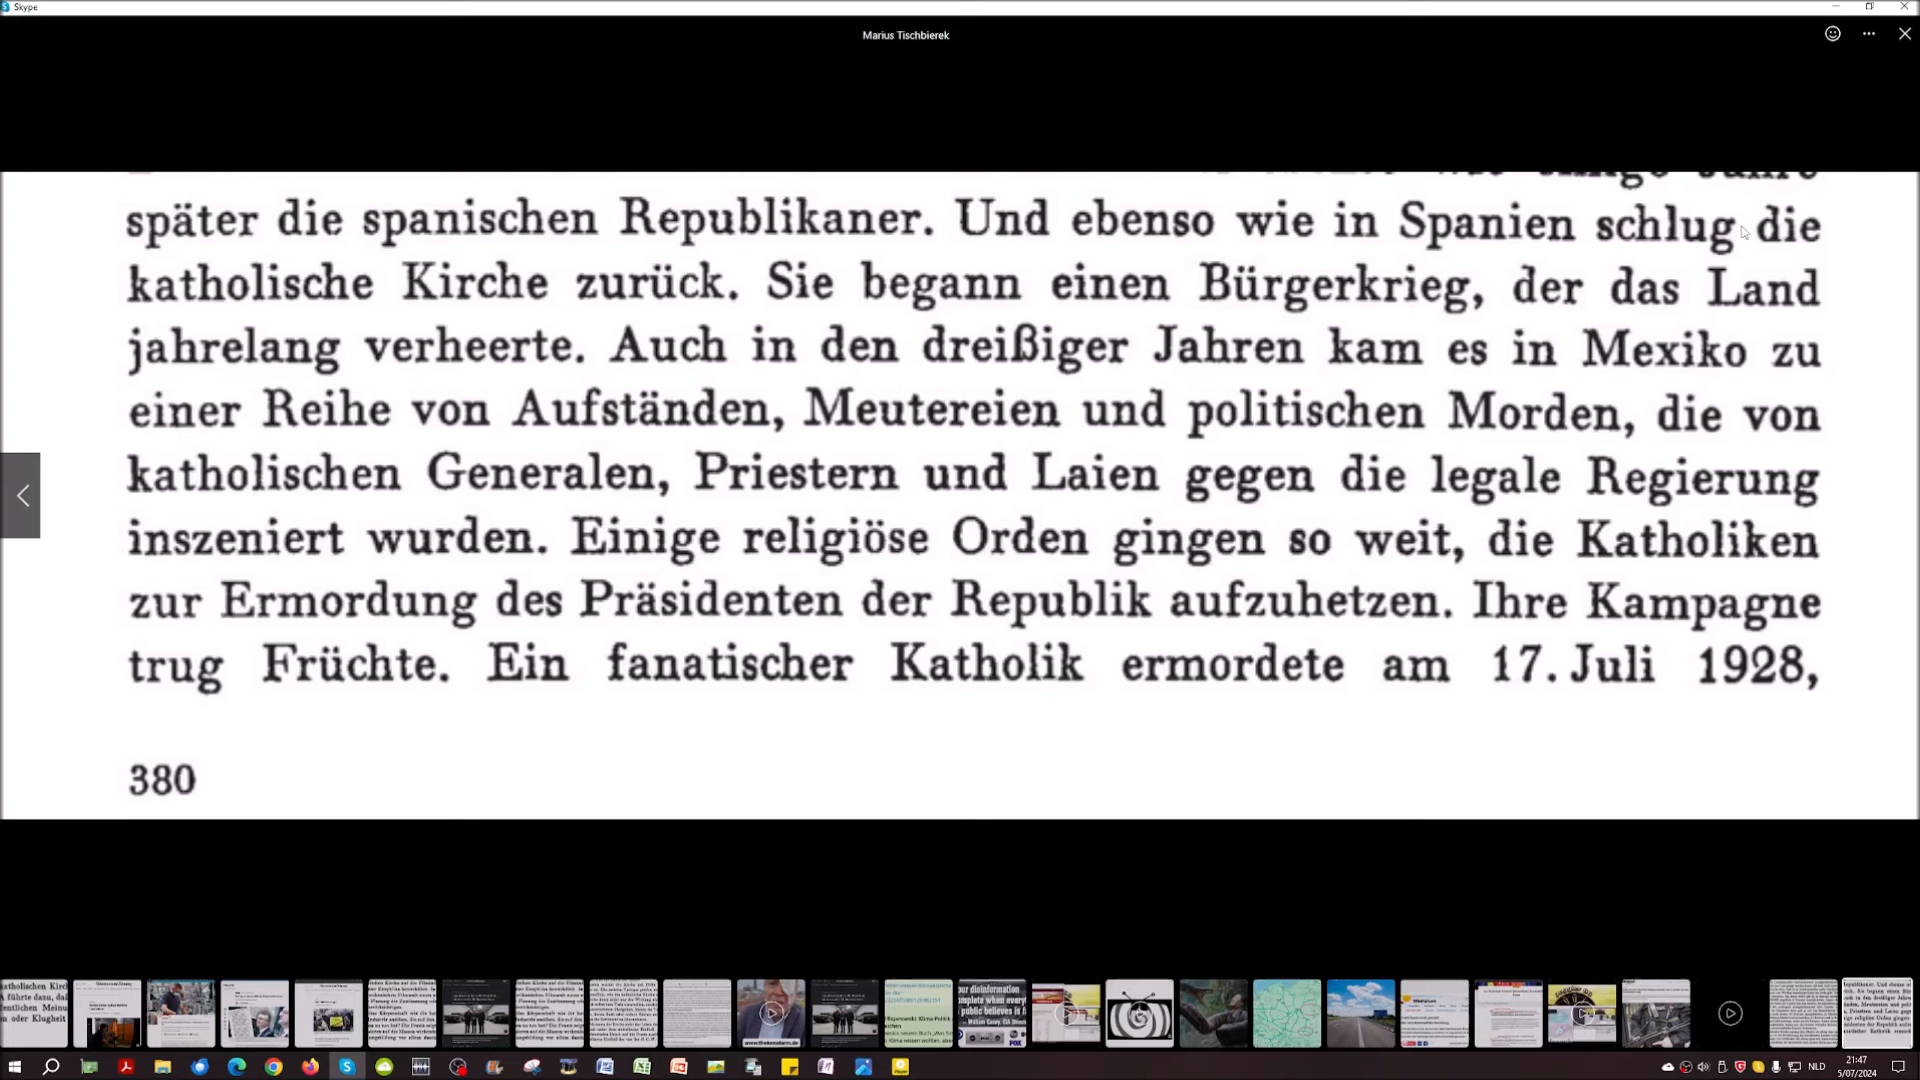 Skype
Marius Tischbierek
später die spanischen Republikaner. Und ebenso wie in Spanien schlug die
katholische Kirche zurück. Sie begann einen Bürgerkrieg, der das Land
jahrelang verheerte. Auch in den dreißiger Jahren kam es in Mexiko zu
einer Reihe von Aufständen, Meutereien und politischen Morden, die von
katholischen Generalen, Priestern und Laien gegen die legale Regierung
inszeniert wurden. Einige religiöse Orden gingen so weit, die Katholiken
zur Ermordung des Präsidenten der Republik aufzuhetzen. Ihre Kampagne
trug Früchte. Ein fanatischer Katholik ermordete am 17. Juli 1928,
380
NLD
21:47
5/07/2024